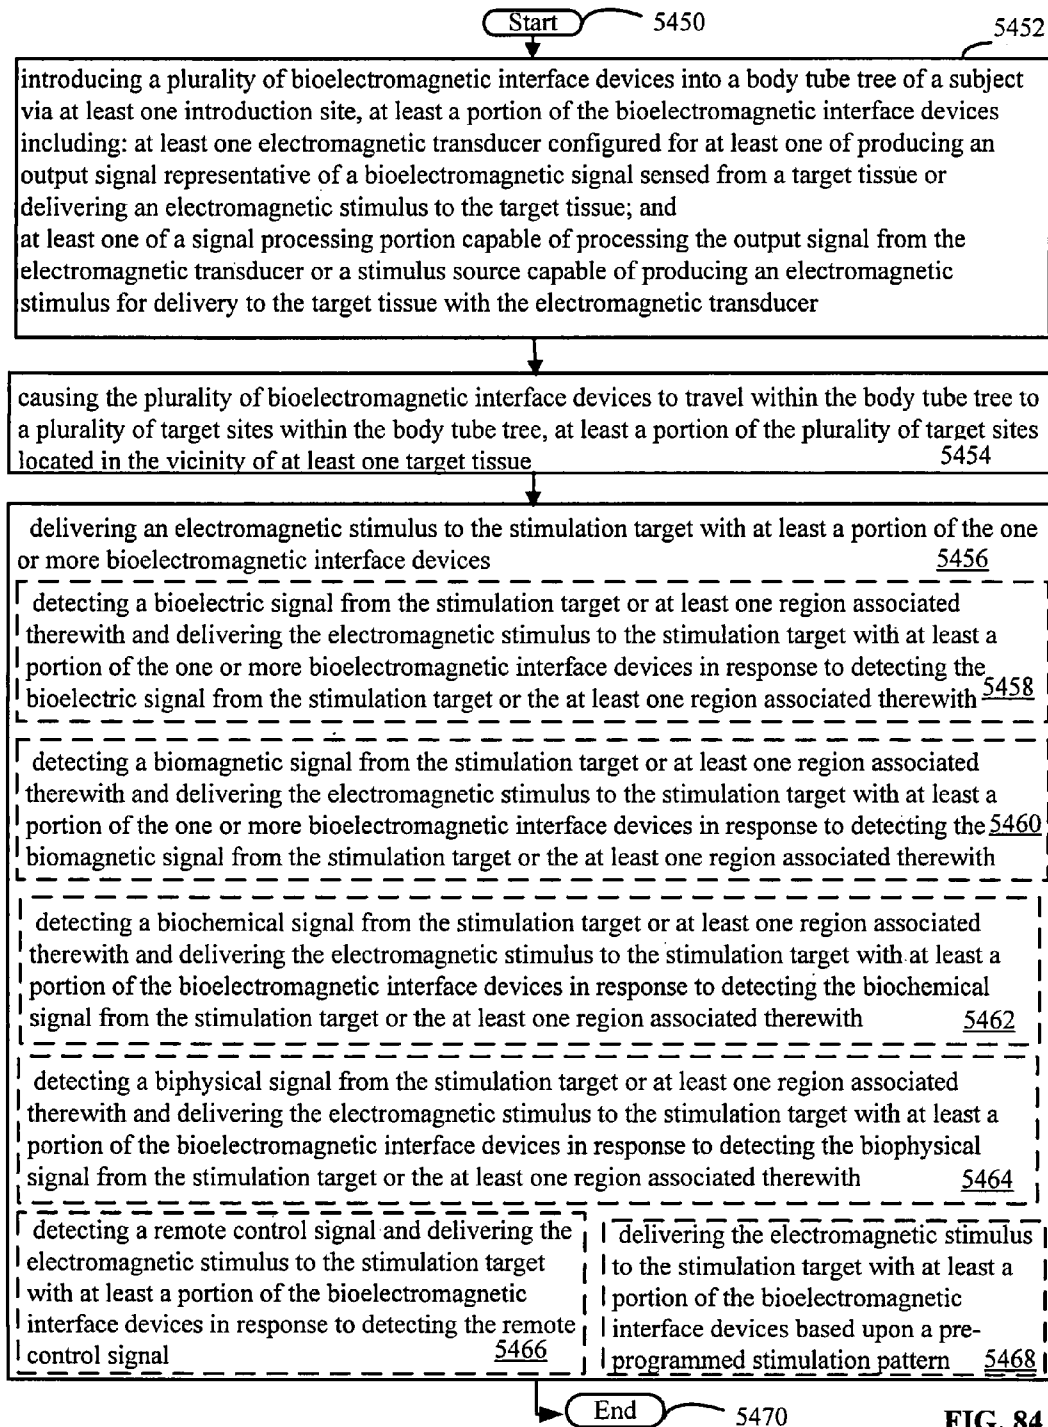 Start 5450
5452
introducing a plurality of bioelectromagnetic interface devices into a body tube tree of a subject
via at least one introduction site, at least a portion of the bioelectromagnetic interface devices
including: at least one electromagnetic transducer configured for at least one of producing an
output signal representative of a bioelectromagnetic signal sensed from a target tissue or
delivering an electromagnetic stimulus to the target tissue; and
at least one of a signal processing portion capable of processing the output signal from the
electromagnetic transducer or a stimulus source capable of producing an electromagnetic
stimulus for delivery to the target tissue with the electromagnetic transducer
causing the plurality of bioelectromagnetic interface devices to travel within the body tube tree to
a plurality of target sites within the body tube tree, at least a portion of the plurality of target sites
located in the vicinity of at least one target tissue 5454
delivering an electromagnetic stimulus to the stimulation target with at least a portion of the one
or more bioelectromagnetic interface devices 5456
detecting a bioelectric signal from the stimulation target or at least one region associated
therewith and delivering the electromagnetic stimulus to the stimulation target with at least a
portion of the one or more bioelectromagnetic interface devices in response to detecting the
bioelectric signal from the stimulation target or the at least one region associated therewith 5458
detecting a biomagnetic signal from the stimulation target or at least one region associated
therewith and delivering the electromagnetic stimulus to the stimulation target with at least a
portion of the one or more bioelectromagnetic interface devices in response to detecting the 5460
biomagnetic signal from the stimulation target or the at least one region associated therewith
detecting a biochemical signal from the stimulation target or at least one region associated
therewith and delivering the electromagnetic stimulus to the stimulation target with at least a
portion of the bioelectromagnetic interface devices in response to detecting the biochemical
signal from the stimulation target or the at least one region associated therewith 5462
detecting a biphysical signal from the stimulation target or at least one region associated
therewith and delivering the electromagnetic stimulus to the stimulation target with at least a
portion of the bioelectromagnetic interface devices in response to detecting the biophysical
signal from the stimulation target or the at least one region associated therewith 5464
detecting a remote control signal and delivering the
electromagnetic stimulus to the stimulation target
with at least a portion of the bioelectromagnetic
interface devices in response to detecting the remote
control signal 5466
delivering the electromagnetic stimulus
to the stimulation target with at least a
portion of the bioelectromagnetic
interface devices based upon a pre-
programmed stimulation pattern 5468
End 5470
FIG. 84